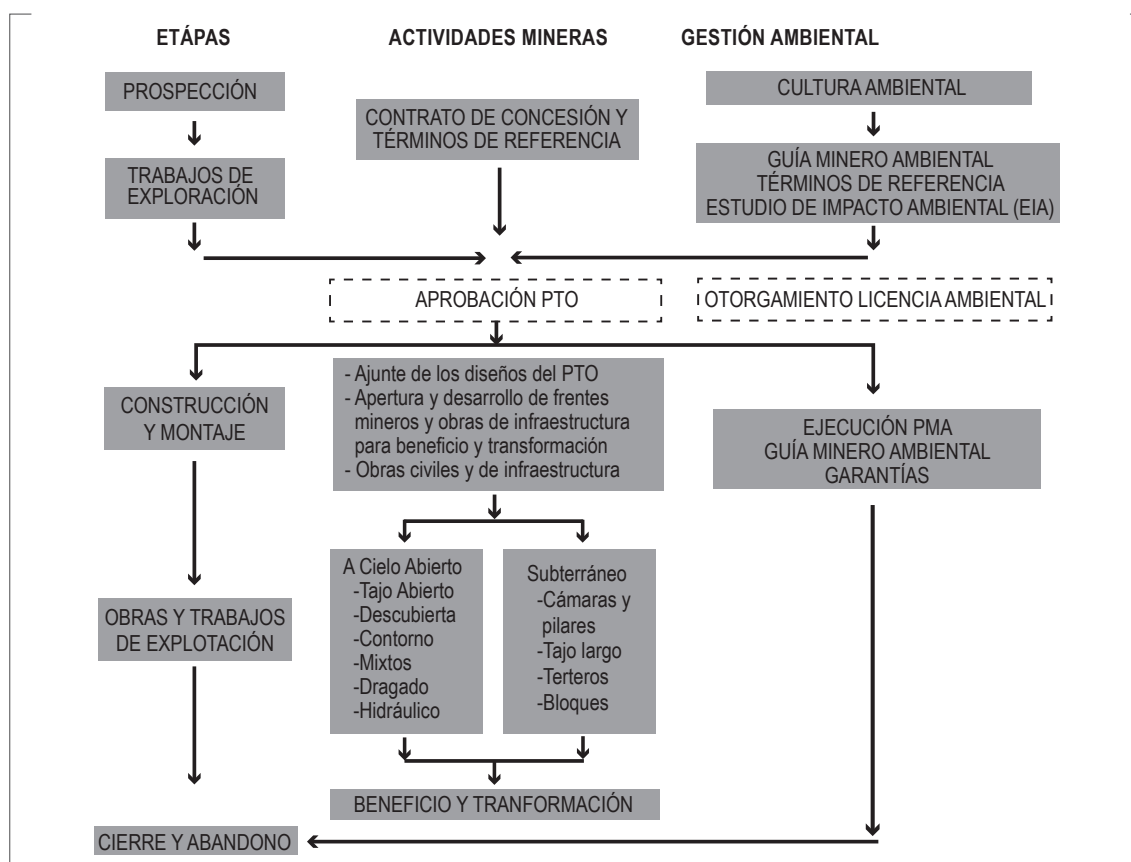 ETÁPAS
ACTIVIDADES MINERAS
GESTIÓN AMBIENTAL
PROSPECCIÓN
CONTRATO DE CONCESIÓN Y
TÉRMINOS DE REFERENCIA
CULTURA AMBIENTAL
TRABAJOS DE
EXPLORACIÓN
GUÍA MINERO AMBIENTAL
TÉRMINOS DE REFERENCIA
ESTUDIO DE IMPACTO AMBIENTAL (EIA)
APROBACIÓN PTO
OTORGAMIENTO LICENCIA AMBIENTAL
CONSTRUCCIÓN
Y MONTAJE
- Ajunte de los diseños del PTO
- Apertura y desarrollo de frentes
mineros y obras de infraestructura
para beneficio y transformación
- Obras civiles y de infraestructura
EJECUCIÓN PMA
GUÍA MINERO AMBIENTAL
GARANTÍAS
OBRAS Y TRABAJOS
DE EXPLOTACIÓN
A Cielo Abierto
-Tajo Abierto
-Descubierta
-Contorno
-Mixtos
-Dragado
-Hidráulico
Subterráneo
-Cámaras y
pilares
-Tajo largo
-Terteros
-Bloques
BENEFICIO Y TRANFORMACIÓN
CIERRE Y ABANDONO